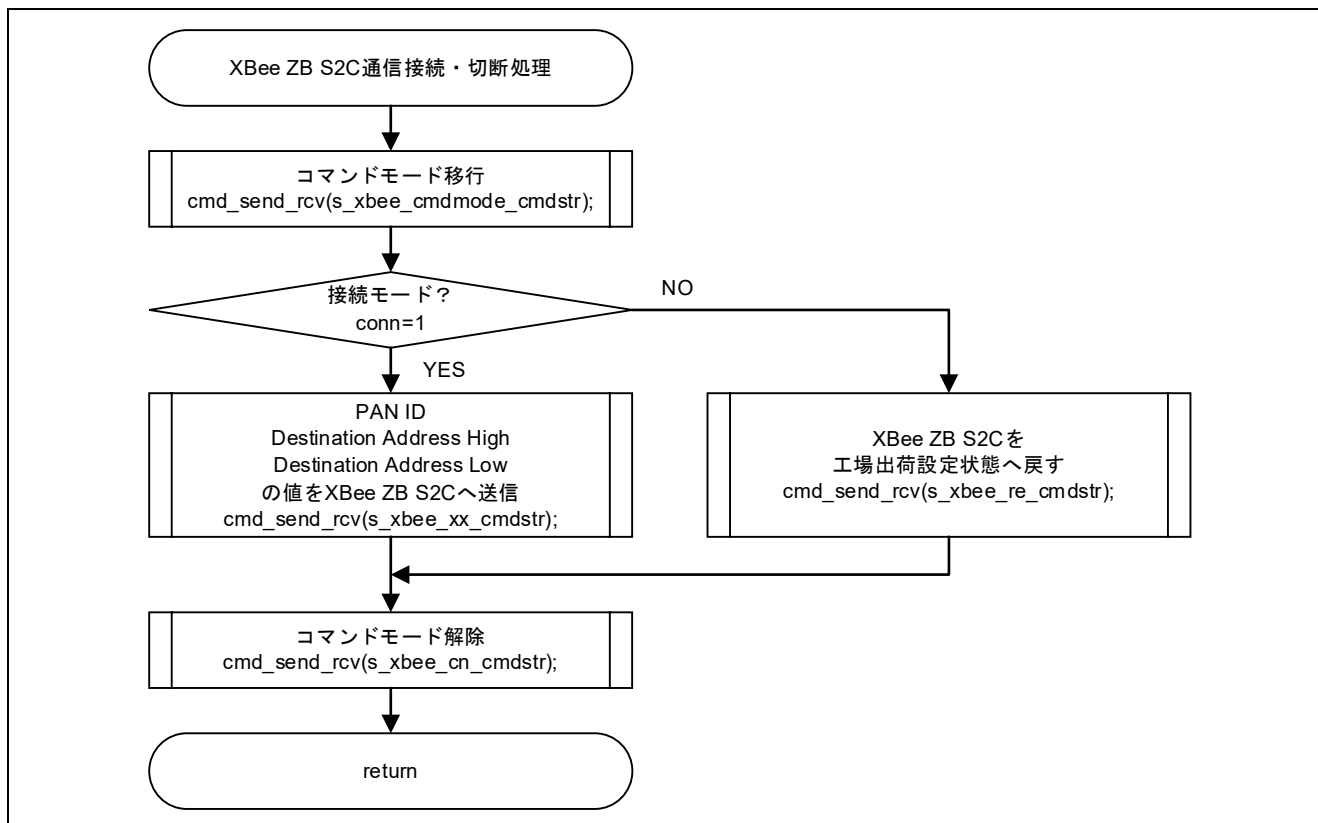 XBee ZB S2C通信接続・切断処理
コマンドモード移行
cmd_send_rcv(s_xbee_cmdmode_cmdstr);
接続モード？
conn=1
NO
YES
PAN ID
Destination Address High
Destination Address Low
の値をXBee ZB S2Cへ送信
cmd_send_rcv(s_xbee_xx_cmdstr);
XBee ZB S2Cを
工場出荷設定状態へ戻す
cmd_send_rcv(s_xbee_re_cmdstr);
コマンドモード解除
cmd_send_rcv(s_xbee_cn_cmdstr);
return